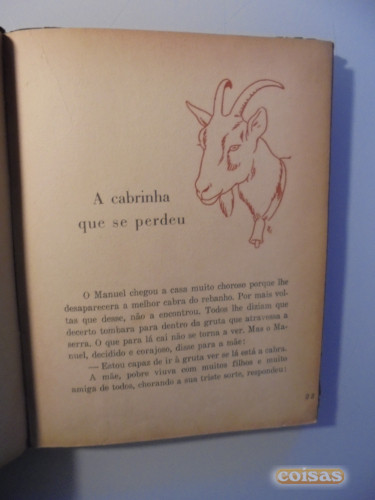 A cabrinha
que se perdeu
O Manuel chegou a casa muito choroso porque lhe
desaparecera a melhor cabra do rebanho. Por mais vol-
tas que desse, não a encontrou. Todos lhe diziam que
decerto tombara para dentro da gruta que atravessa a
serra. O que para lá cai não se torna a ver. Mas o Ma-
nuel, decidido e corajoso, disse para a mãe:
— Estou capaz de ir à gruta ver se lá está a cabra.
A mãe, pobre viuva com muitos filhos e muito
amiga de todos, chorando a sua triste sorte, respondeu:
coisas